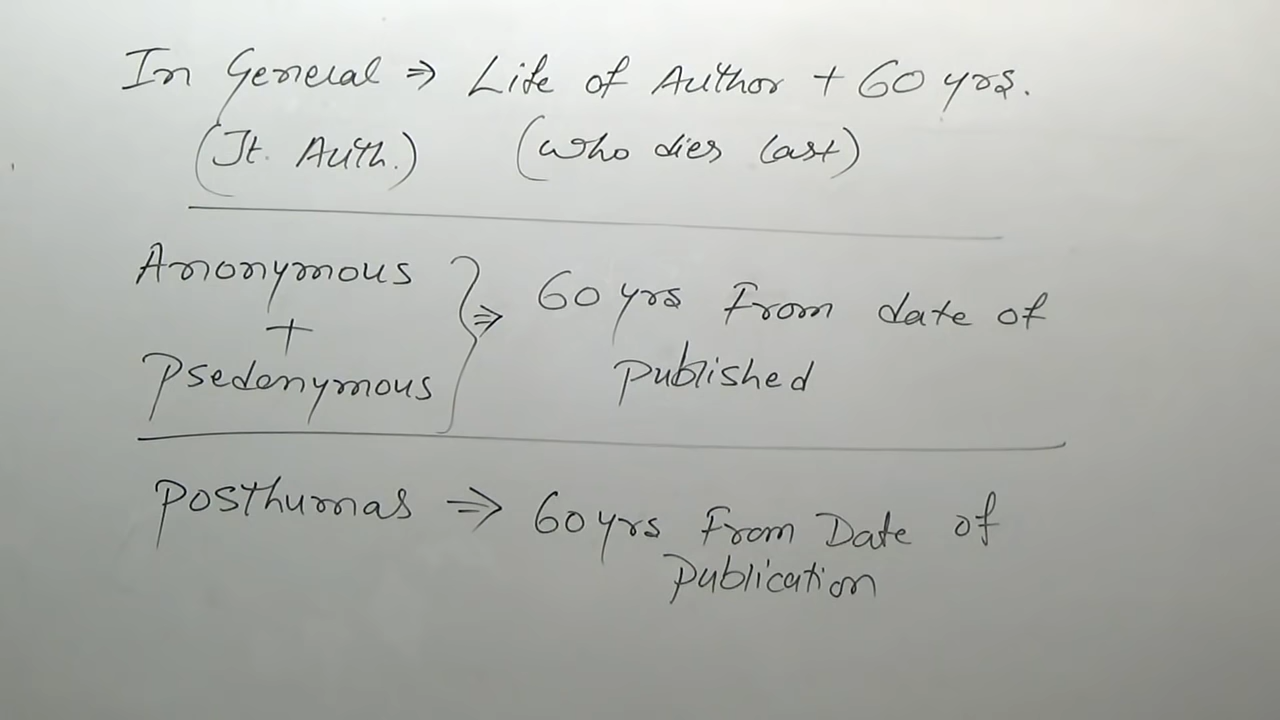 In General ⇒ Life of Author + 60 yrs.
(Jt. Auth.) (who dies last)
Anonymous
+
Psedonymous
} ⇒ 60 yrs From date of
published
Posthumas ⇒ 60 yrs From Date of
Publication